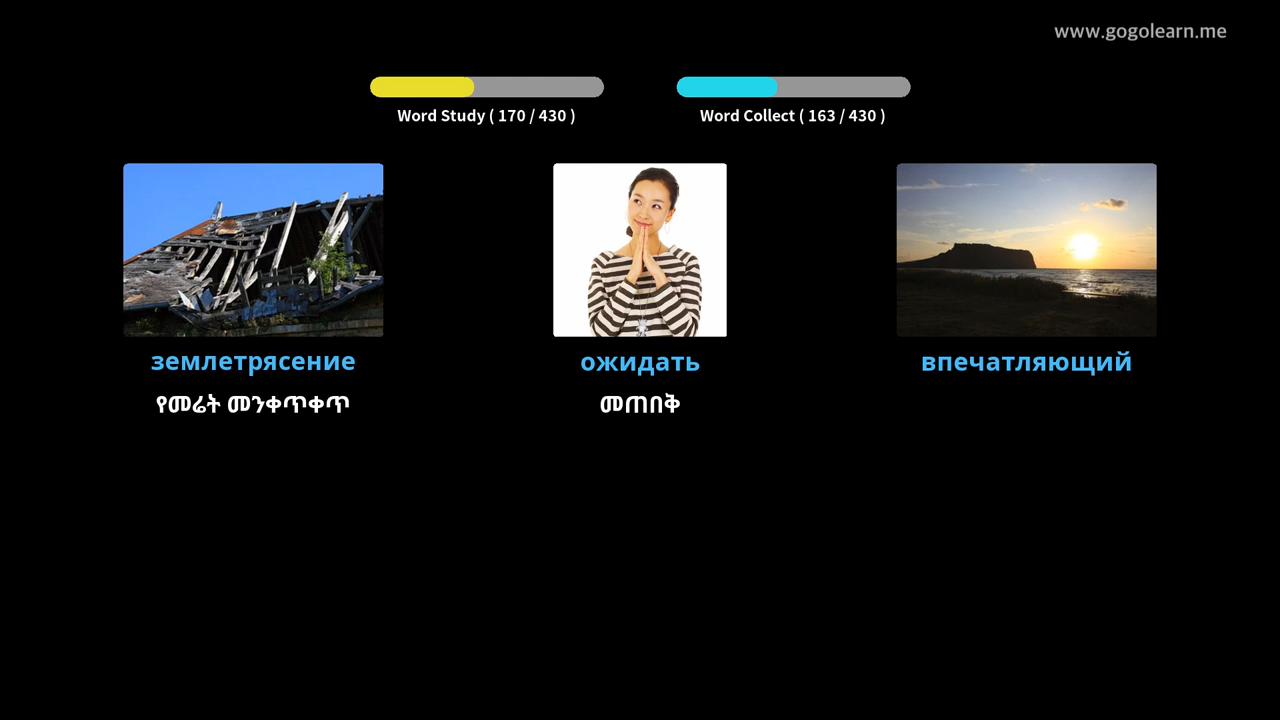 www.gogolearn.me
Word Study ( 170 / 430 )
Word Collect ( 163 / 430 )
землетрясение
ожидать
впечатляющий
የመሬት መንቀጥቀጥ
መጠበቅ